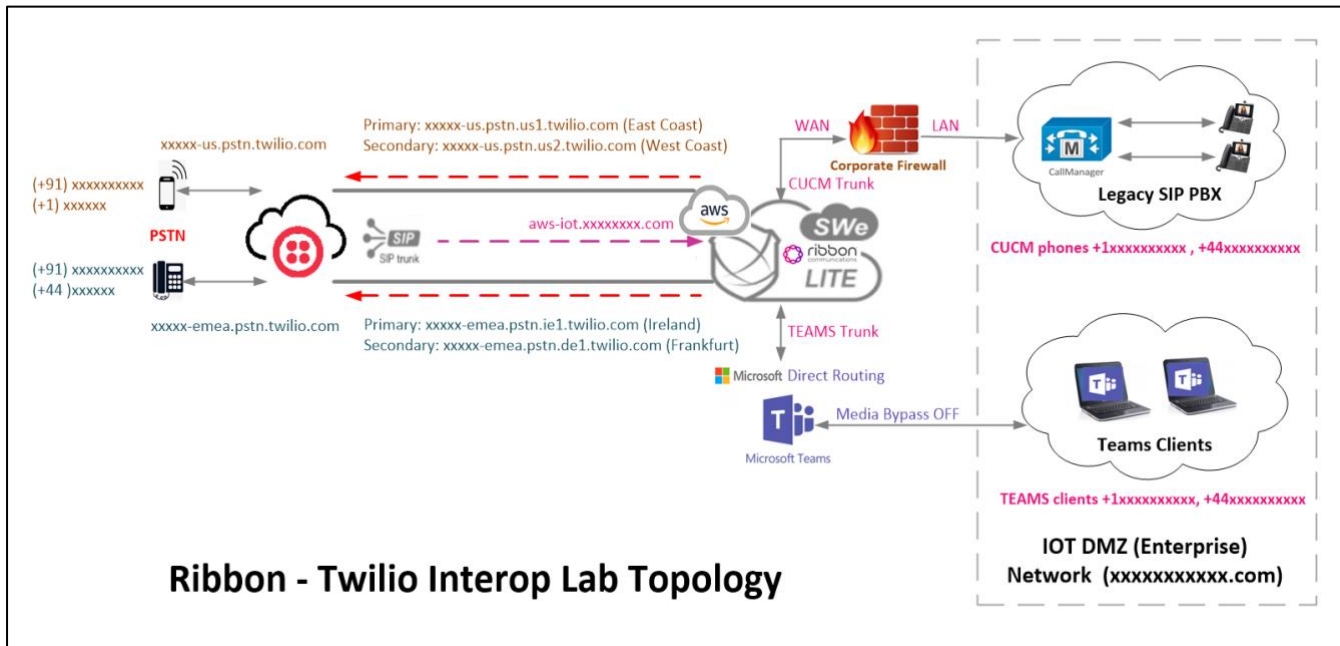 Primary: xxxxx-us.pstn.us1.twilio.com (East Coast)
Secondary: xxxxx-us.pstn.us2.twilio.com (West Coast)
xxxxx-us.pstn.twilio.com
(+91) xxxxxxxxxx
(+1) xxxxxx
PSTN
(+91) xxxxxxxxxx
(+44 )xxxxxx
xxxxx-emea.pstn.twilio.com
SIP
SIP trunk
aws-iot.xxxxxxxx.com
Primary: xxxxx-emea.pstn.ie1.twilio.com (Ireland)
Secondary: xxxxx-emea.pstn.de1.twilio.com (Frankfurt)
aws
SWe
ribbon
communications
LITE
WAN
LAN
Corporate Firewall
CUCM Trunk
M
CallManager
Legacy SIP PBX
CUCM phones +1xxxxxxxxxx , +44xxxxxxxxxx
TEAMS Trunk
Microsoft Direct Routing
T
Microsoft Teams
Media Bypass OFF
T
T
Teams Clients
TEAMS clients +1xxxxxxxxxx, +44xxxxxxxxxx
IOT DMZ (Enterprise)
Network (xxxxxxxxxxx.com)
Ribbon - Twilio Interop Lab Topology